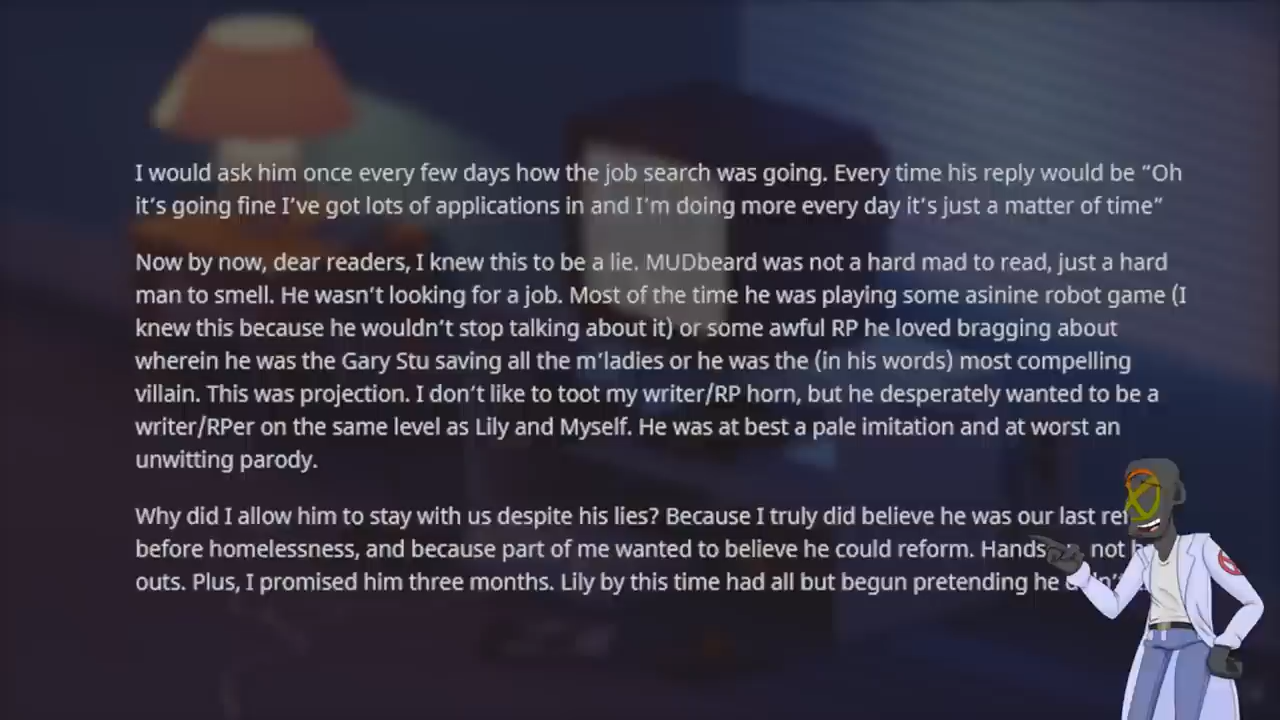 I would ask him once every few days how the job search was going. Every time his reply would be “Oh
it’s going fine I’ve got lots of applications in and I’m doing more every day it’s just a matter of time”
Now by now, dear readers, I knew this to be a lie. MUDbeard was not a hard mad to read, just a hard
man to smell. He wasn’t looking for a job. Most of the time he was playing some asinine robot game (I
knew this because he wouldn’t stop talking about it) or some awful RP he loved bragging about
wherein he was the Gary Stu saving all the m’ladies or he was the (in his words) most compelling
villain. This was projection. I don’t like to toot my writer/RP horn, but he desperately wanted to be a
writer/RPer on the same level as Lily and Myself. He was at best a pale imitation and at worst an
unwitting parody.
Why did I allow him to stay with us despite his lies? Because I truly did believe he was our last
before homelessness, and because part of me wanted to believe he could reform. not
outs. Plus, I promised him three months. Lily by this time had all but begun pretending he